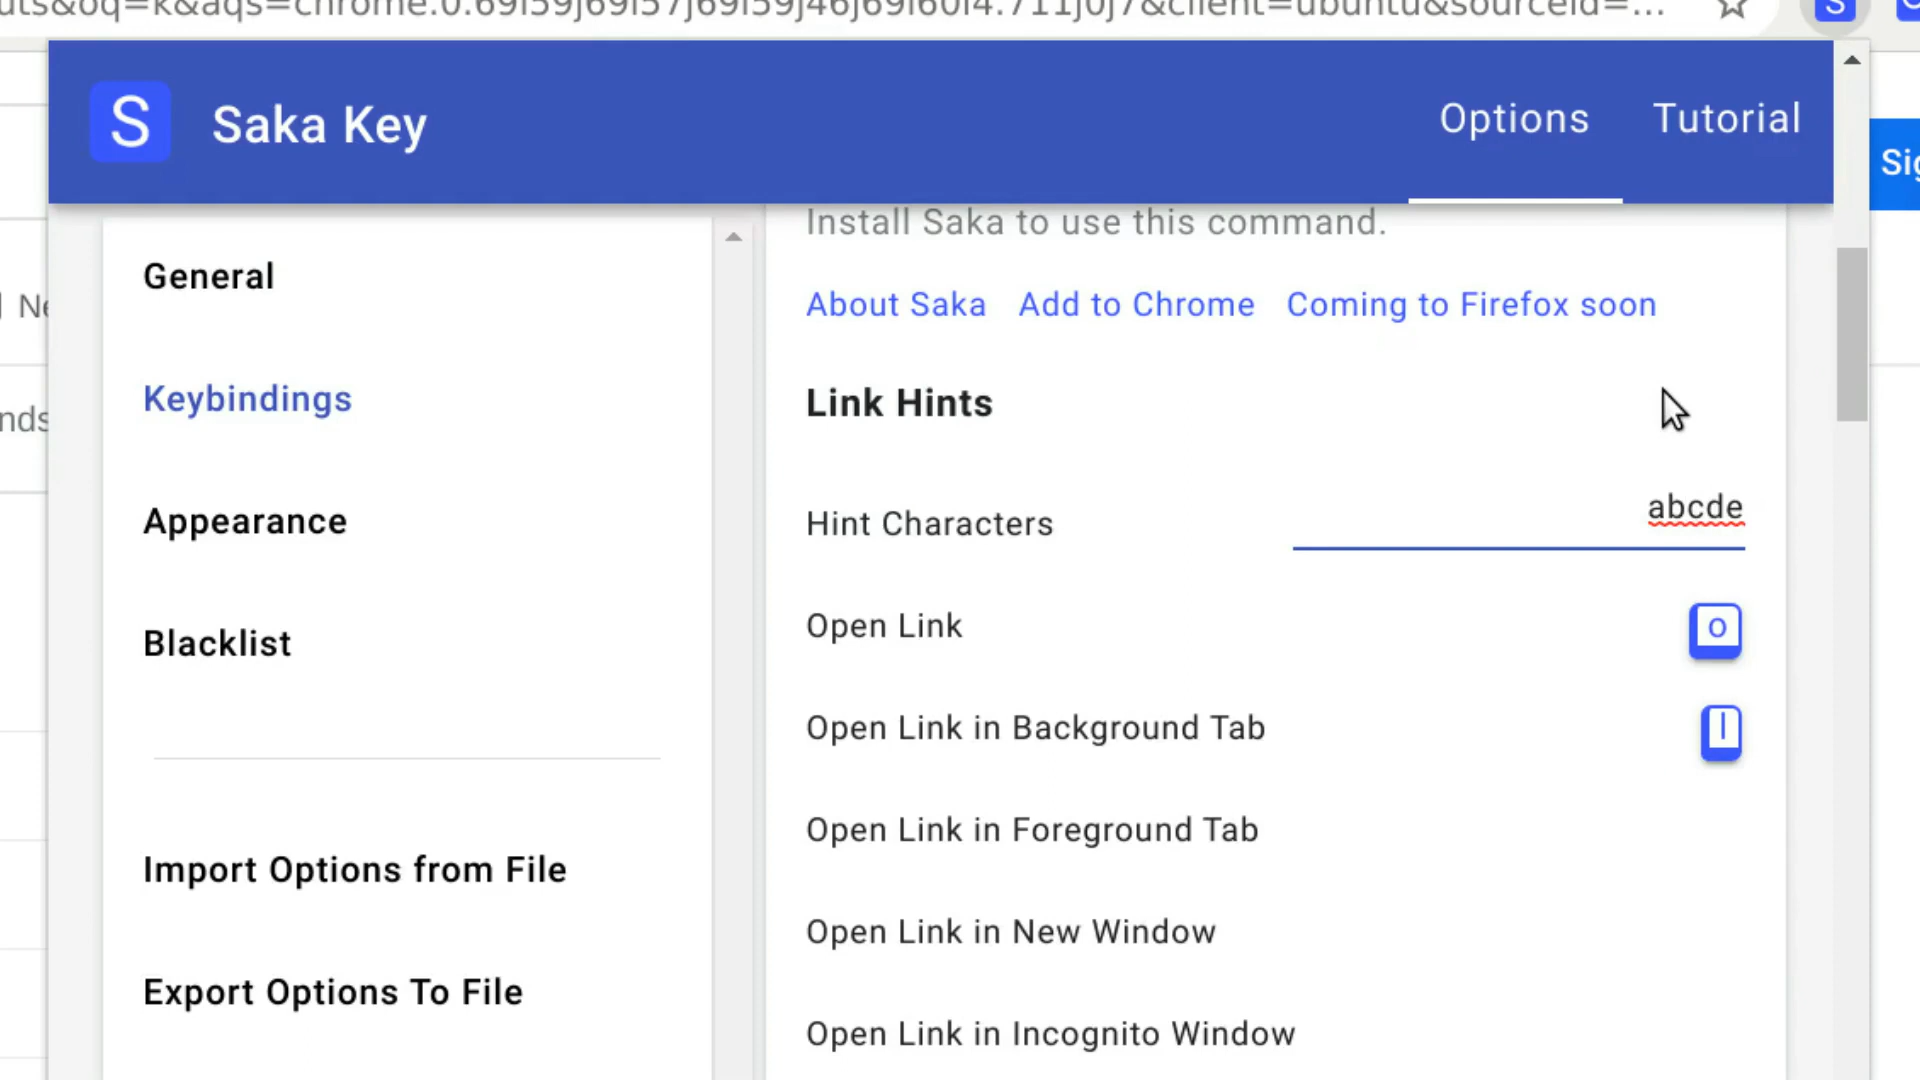 S Saka Key Options Tutorial
General
Keybindings
Appearance
Blacklist
Import Options from File
Export Options To File
Install Saka to use this command.
About Saka Add to Chrome Coming to Firefox soon
Link Hints
Hint Characters abcde
Open Link o
Open Link in Background Tab l
Open Link in Foreground Tab
Open Link in New Window
Open Link in Incognito Window